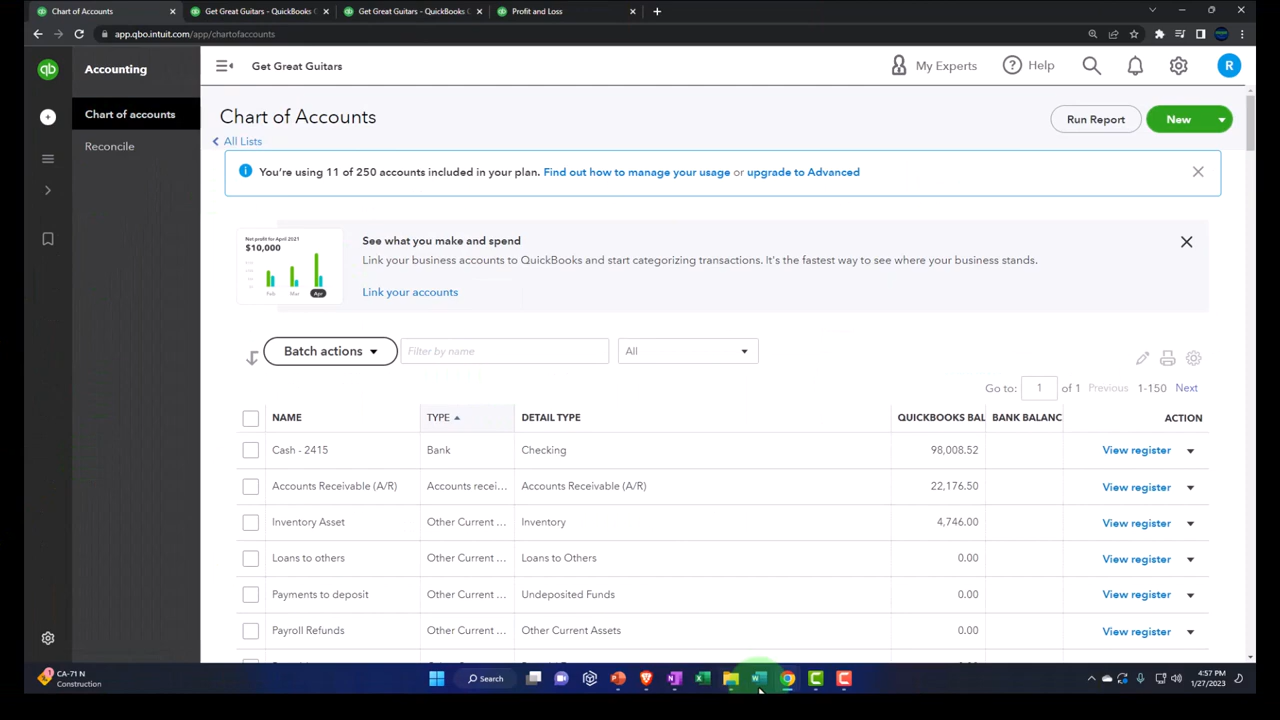 Chart of Accounts
Get Great Guitars - QuickBooks
Get Great Guitars - QuickBooks
Profit and Loss
app.qbo.intuit.com/app/chartofaccounts
qb
Accounting
Get Great Guitars
My Experts
Help
R
Chart of accounts
Reconcile
Chart of Accounts
All Lists
Run Report
New
You're using 11 of 250 accounts included in your plan. Find out how to manage your usage or upgrade to Advanced
Net profit for April 2021
$10,000
Feb Mar Apr
See what you make and spend
Link your business accounts to QuickBooks and start categorizing transactions. It's the fastest way to see where your business stands.
Link your accounts
Batch actions
Filter by name
All
Go to: 1 of 1 Previous 1-150 Next
NAME TYPE DETAIL TYPE QUICKBOOKS BAL BANK BALANC ACTION
Cash - 2415 Bank Checking 98,008.52 View register
Accounts Receivable (A/R) Accounts recei... Accounts Receivable (A/R) 22,176.50 View register
Inventory Asset Other Current ... Inventory 4,746.00 View register
Loans to others Other Current ... Loans to Others 0.00 View register
Payments to deposit Other Current ... Undeposited Funds 0.00 View register
Payroll Refunds Other Current ... Other Current Assets 0.00 View register
CA-71 N
Construction
Search
4:57 PM
1/27/2023